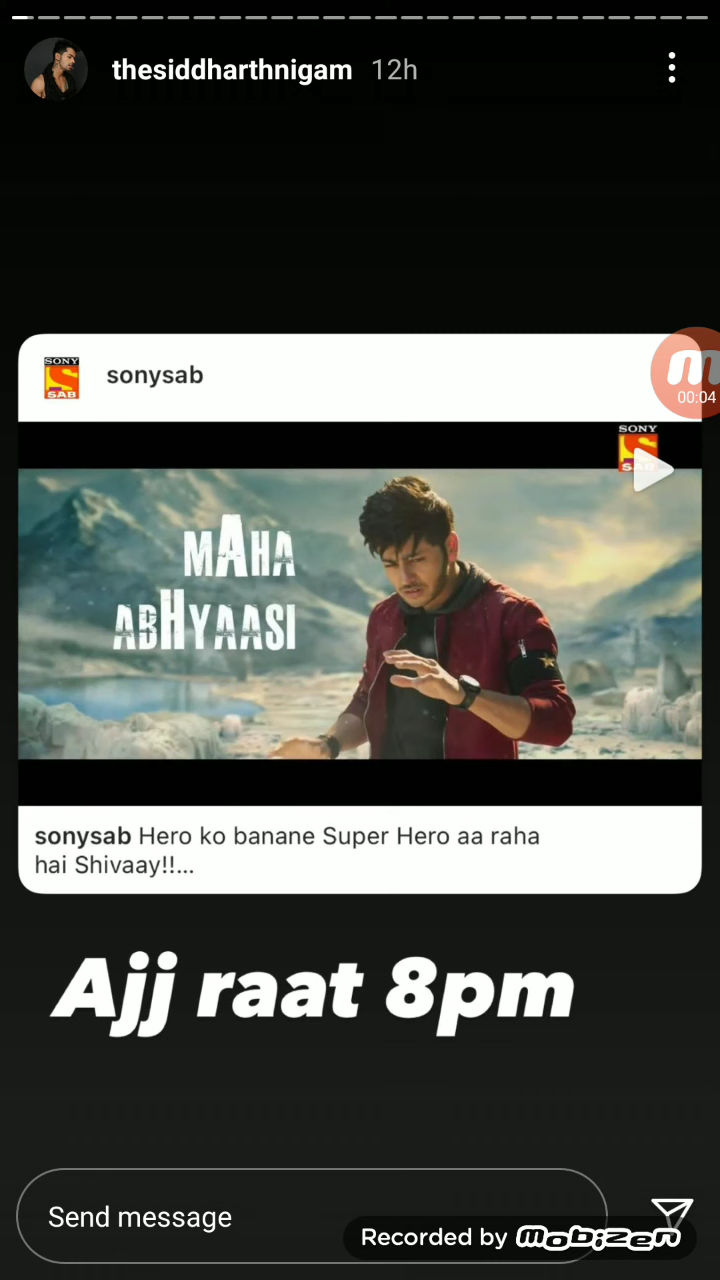 thesiddharthnigam 12h
SONY
SAB
sonysab
00:04
SONY
SAB
MAHA
ABHYAASI
sonysab Hero ko banane Super Hero aa raha
hai Shivaay!!...
Ajj raat 8pm
Send message
Recorded by mobizen